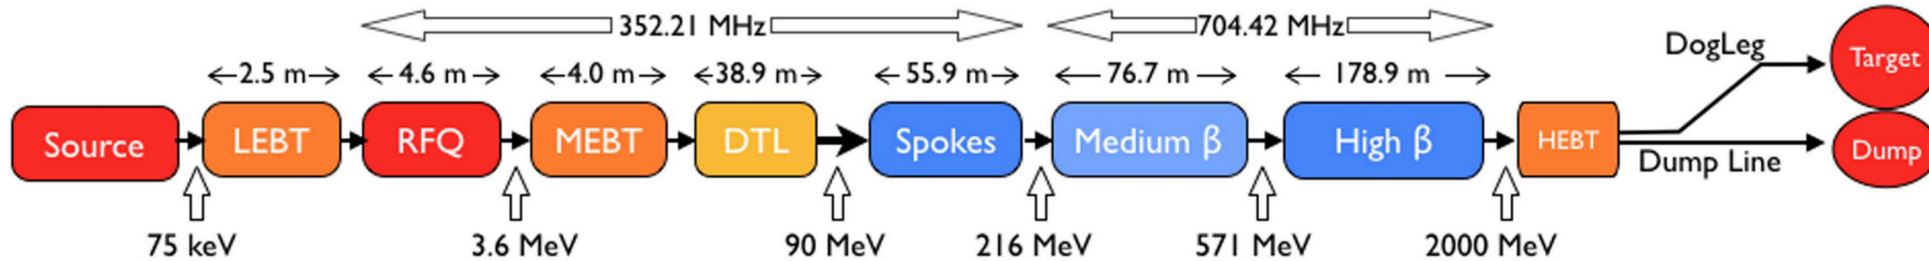 352.21 MHz
704.42 MHz
2.5 m
4.6 m
4.0 m
38.9 m
55.9 m
76.7 m
178.9 m
DogLeg
Target
Source
LEBT
RFQ
MEBT
DTL
Spokes
Medium β
High β
HEBT
Dump Line
Dump
75 keV
3.6 MeV
90 MeV
216 MeV
571 MeV
2000 MeV